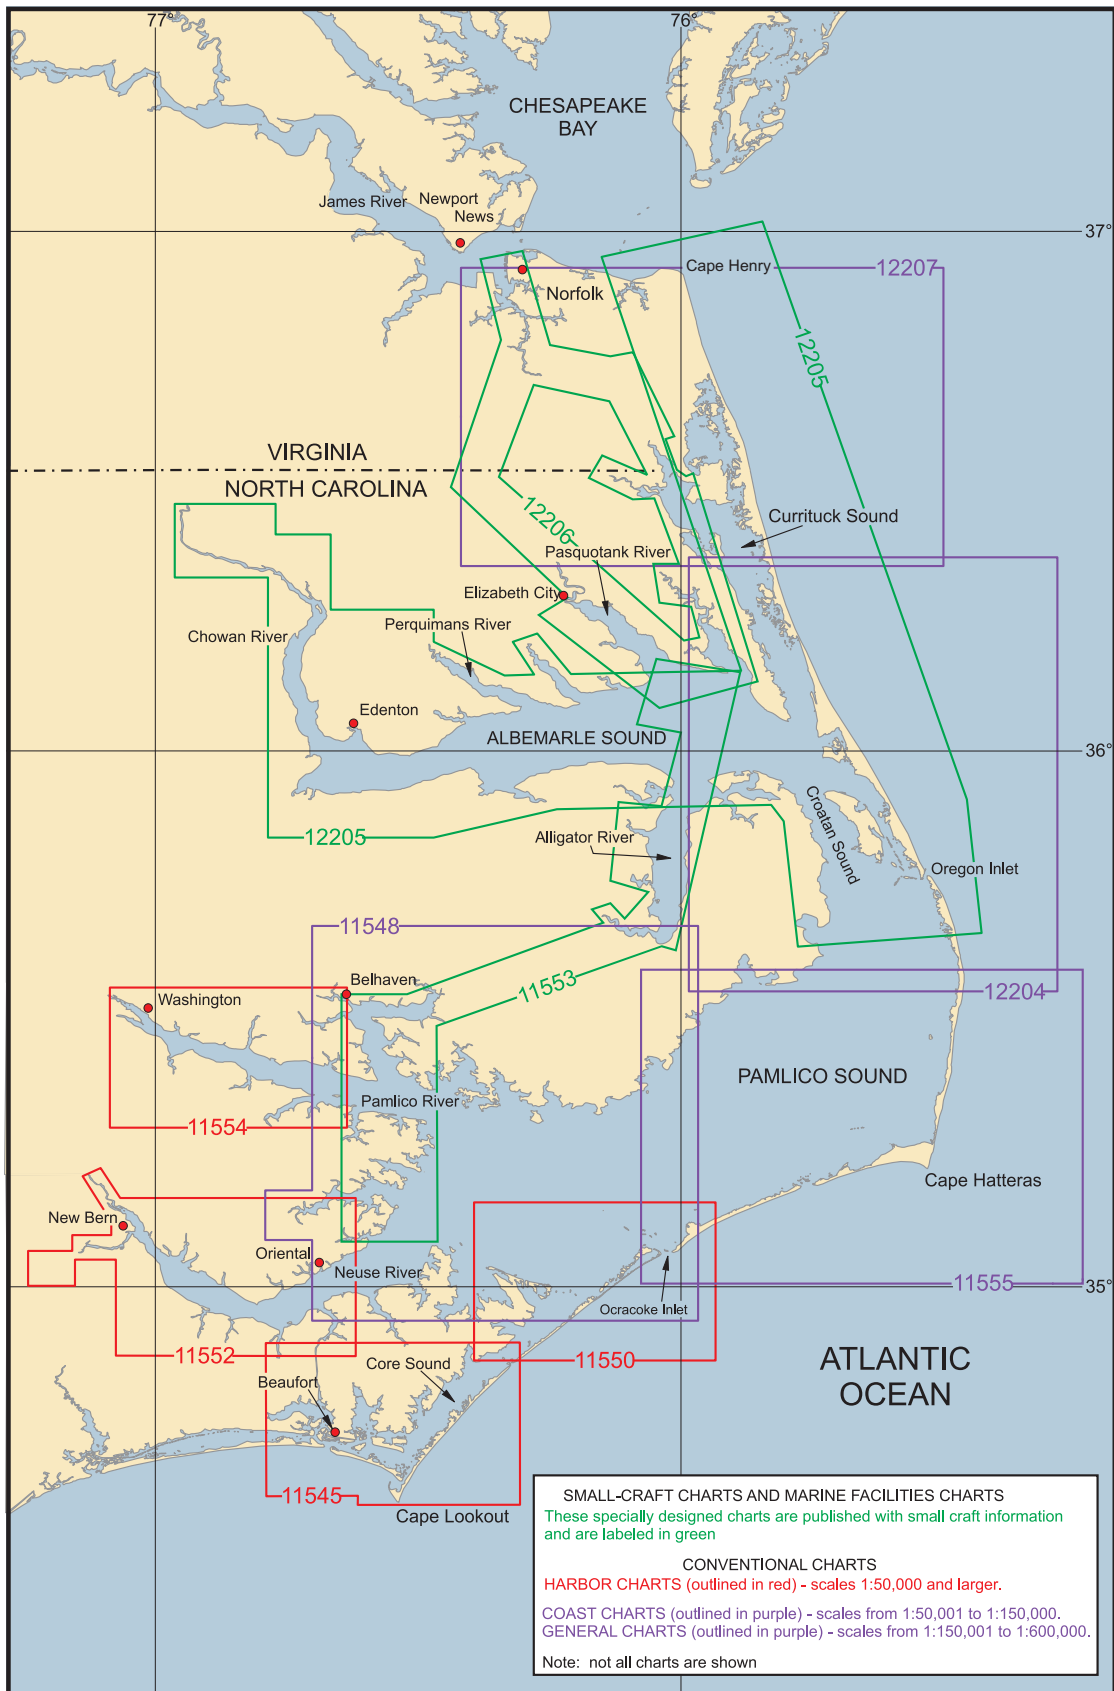 77°
76°
CHESAPEAKE
BAY
James River
Newport
News
37°
Cape Henry
12207
Norfolk
12205
VIRGINIA
NORTH CAROLINA
12206
Currituck Sound
Pasquotank River
Elizabeth City
Perquimans River
Chowan River
Edenton
ALBEMARLE SOUND
36°
Croatan Sound
12205
Alligator River
Oregon Inlet
11548
Belhaven
11553
12204
Washington
PAMLICO SOUND
Pamlico River
11554
Cape Hatteras
New Bern
Oriental
Neuse River
11555
35°
Ocracoke Inlet
11552
11550
Core Sound
Beaufort
ATLANTIC
OCEAN
11545
Cape Lookout
SMALL-CRAFT CHARTS AND MARINE FACILITIES CHARTS
These specially designed charts are published with small craft information
and are labeled in green
CONVENTIONAL CHARTS
HARBOR CHARTS (outlined in red) - scales 1:50,000 and larger.
COAST CHARTS (outlined in purple) - scales from 1:50,001 to 1:150,000.
GENERAL CHARTS (outlined in purple) - scales from 1:150,001 to 1:600,000.
Note: not all charts are shown